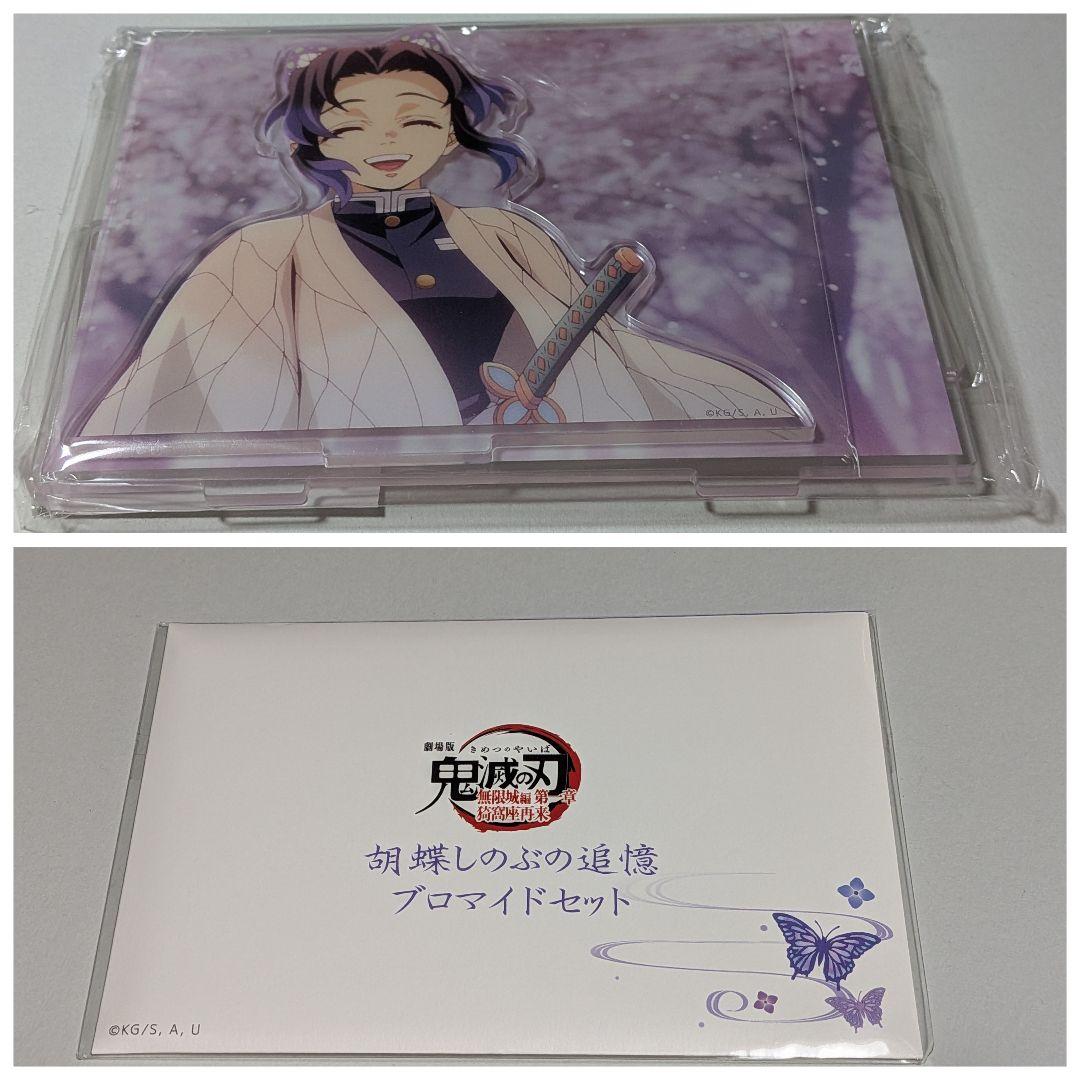 ©KG/S, A, U
劇場版 きめつのやいば
鬼滅の刃
無限城編 第一章
猗窩座再来
胡蝶しのぶの追憶
ブロマイドセット
©KG/S, A, U